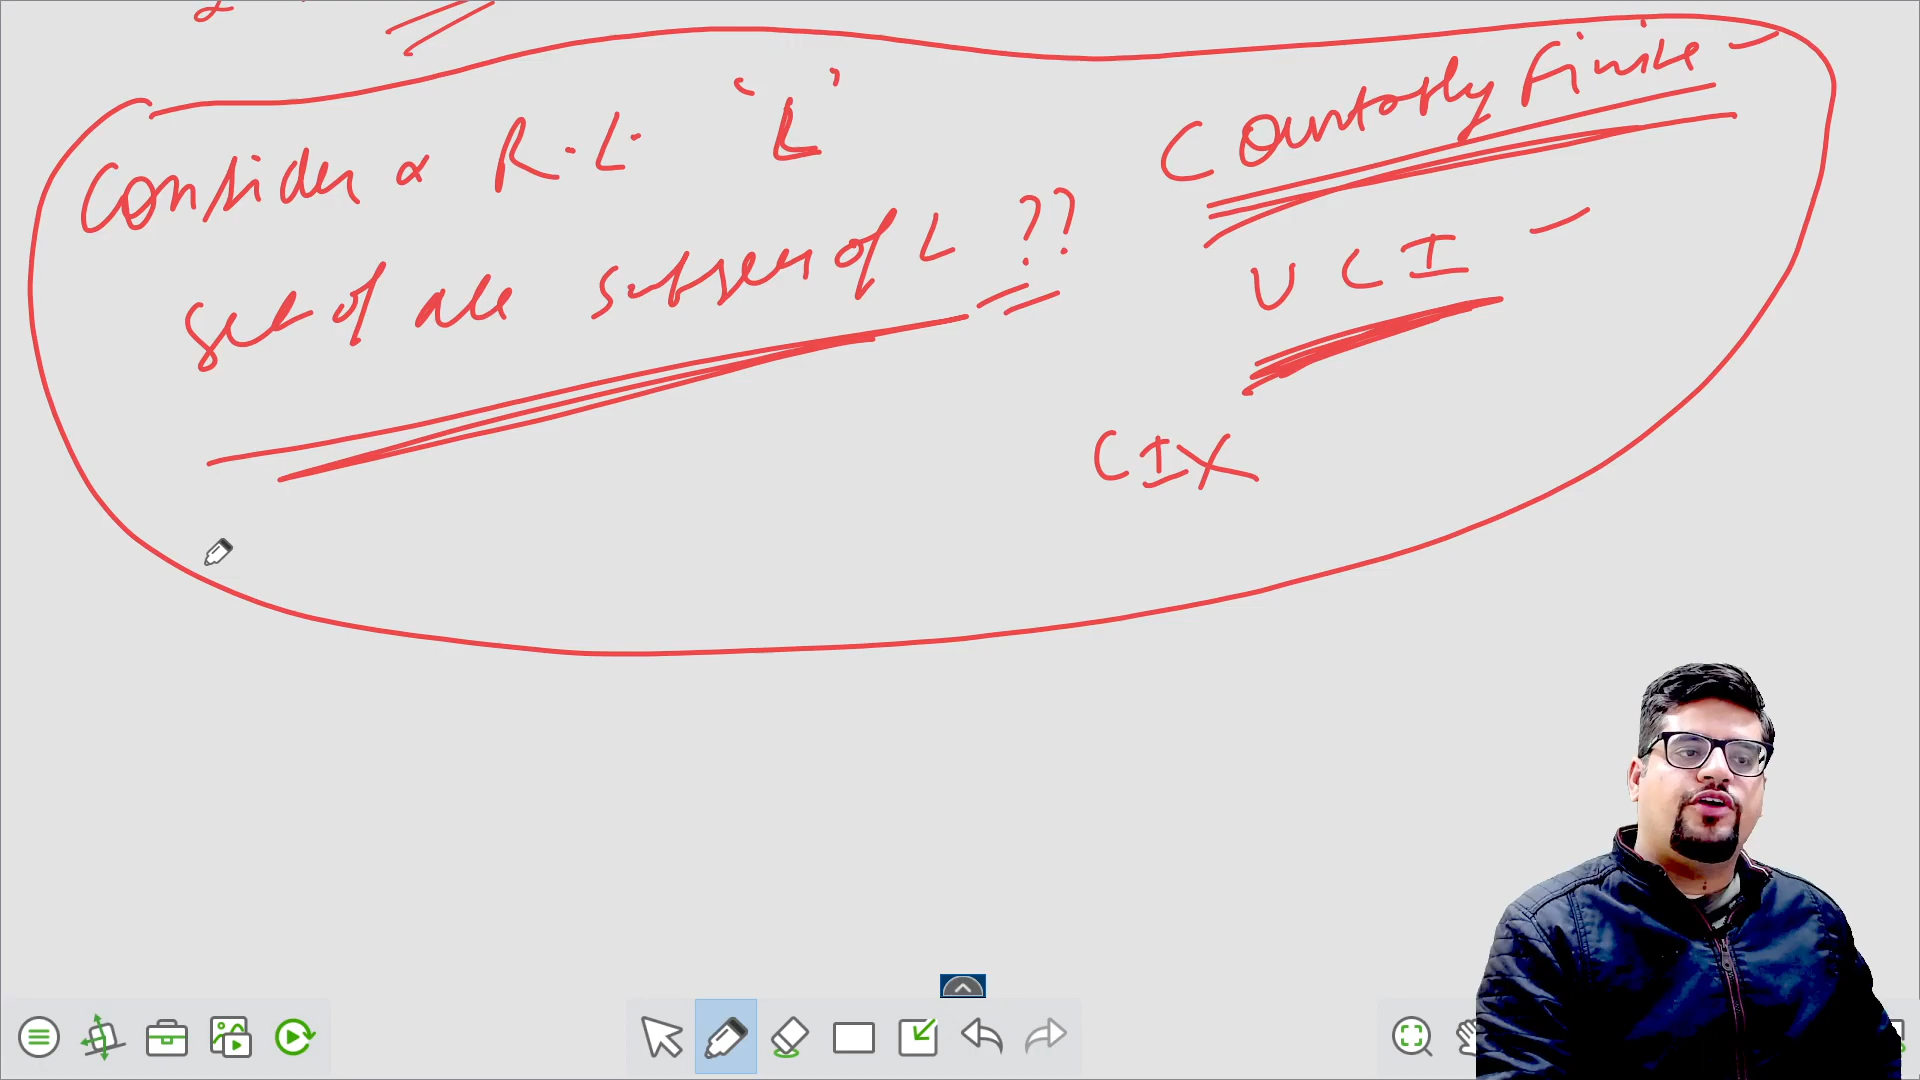 Consider a R.L. 'L'
set of all subsets of L ??
Countably finite -
U C I -
C I X